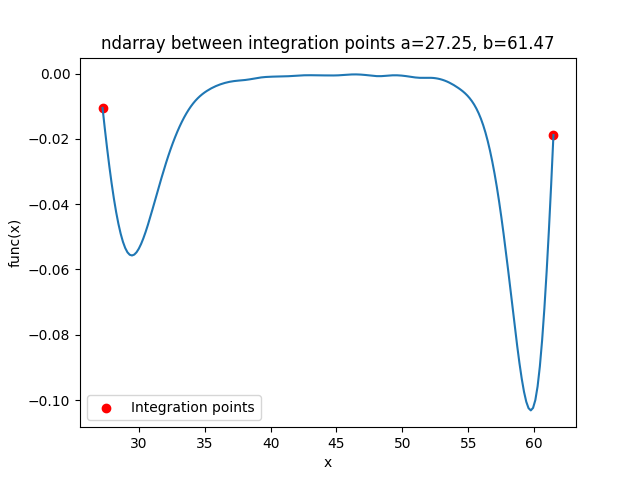 ndarray between integration points a=27.25, b=61.47
0.00
−0.02
−0.04
−0.06
−0.08
−0.10
func(x)
Integration points
30 35 40 45 50 55 60
x